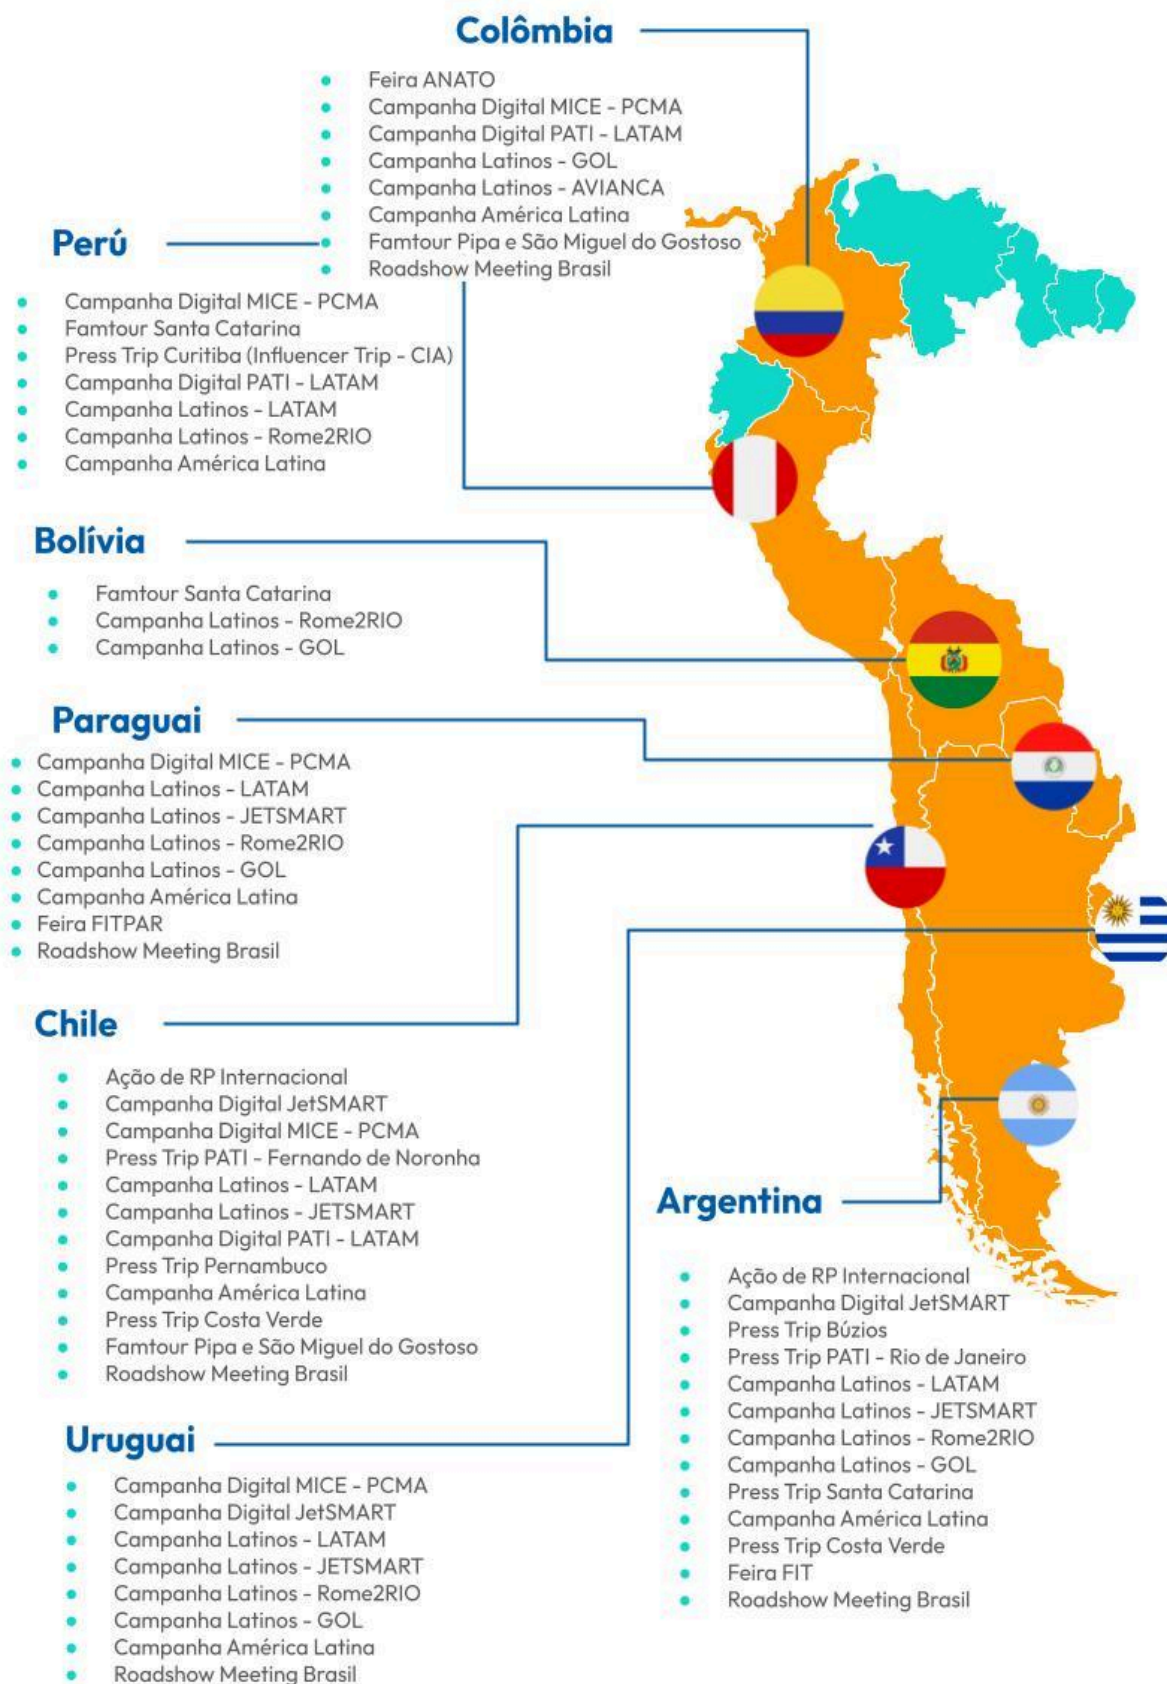 Colômbia
Feira ANATO
Campanha Digital MICE - PCMA
Campanha Digital PATI - LATAM
Campanha Latinos - GOL
Campanha Latinos - AVIANCA
Campanha América Latina
Famtour Pipa e São Miguel do Gostoso
Roadshow Meeting Brasil
Perú
Campanha Digital MICE - PCMA
Famtour Santa Catarina
Press Trip Curitiba (Influencer Trip - CIA)
Campanha Digital PATI - LATAM
Campanha Latinos - LATAM
Campanha Latinos - Rome2RIO
Campanha América Latina
Bolívia
Famtour Santa Catarina
Campanha Latinos - Rome2RIO
Campanha Latinos - GOL
Paraguai
Campanha Digital MICE - PCMA
Campanha Latinos - LATAM
Campanha Latinos - JETSMART
Campanha Latinos - Rome2RIO
Campanha Latinos - GOL
Campanha América Latina
Feira FITPAR
Roadshow Meeting Brasil
Chile
Ação de RP Internacional
Campanha Digital JetSMART
Campanha Digital MICE - PCMA
Press Trip PATI - Fernando de Noronha
Campanha Latinos - LATAM
Campanha Latinos - JETSMART
Campanha Digital PATI - LATAM
Press Trip Pernambuco
Campanha América Latina
Press Trip Costa Verde
Famtour Pipa e São Miguel do Gostoso
Roadshow Meeting Brasil
Argentina
Ação de RP Internacional
Campanha Digital JetSMART
Press Trip Búzios
Press Trip PATI - Rio de Janeiro
Campanha Latinos - LATAM
Campanha Latinos - JETSMART
Campanha Latinos - Rome2RIO
Campanha Latinos - GOL
Press Trip Santa Catarina
Campanha América Latina
Press Trip Costa Verde
Feira FIT
Roadshow Meeting Brasil
Uruguai
Campanha Digital MICE - PCMA
Campanha Digital JetSMART
Campanha Latinos - LATAM
Campanha Latinos - JETSMART
Campanha Latinos - Rome2RIO
Campanha Latinos - GOL
Campanha América Latina
Roadshow Meeting Brasil